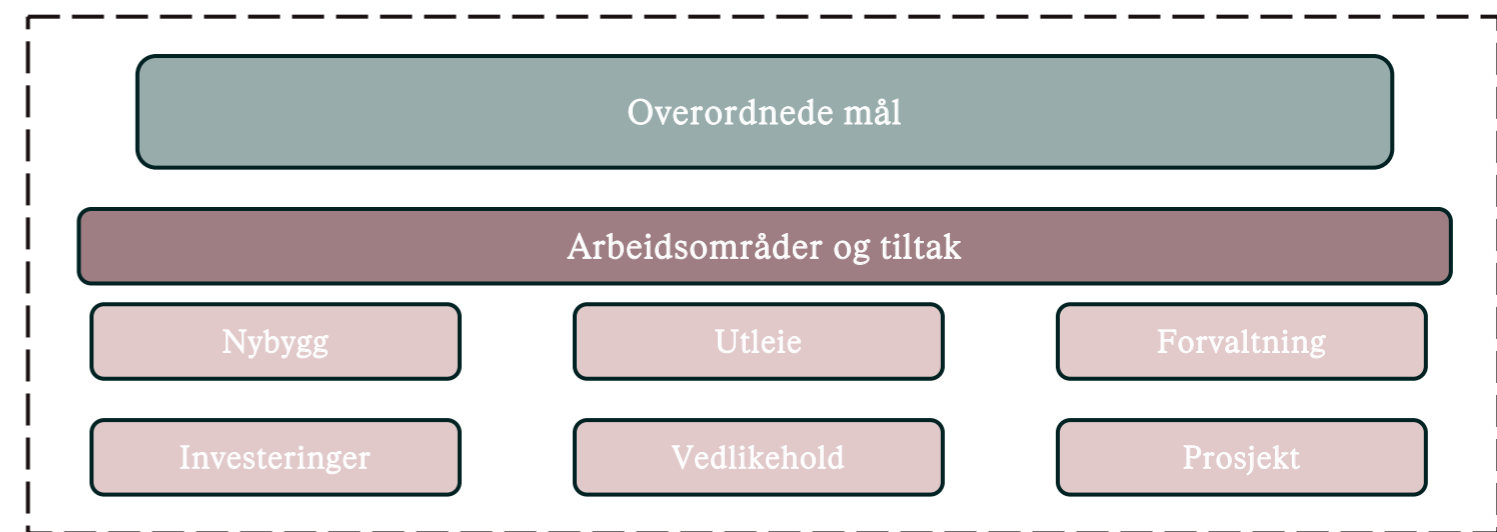 Overordnede mål
Arbeidsområder og tiltak
Nybygg
Utleie
Forvaltning
Investeringer
Vedlikehold
Prosjekt